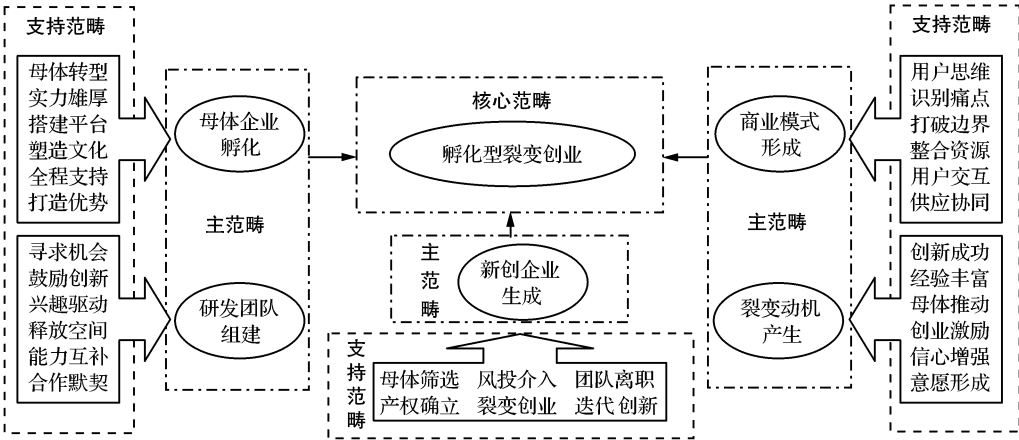 支持范畴
母体转型
实力雄厚
搭建平台
塑造文化
全程支持
打造优势
寻求机会
鼓励创新
兴趣驱动
释放空间
能力互补
合作默契
母体企业
孵化
主范畴
研发团队
组建
核心范畴
孵化型裂变创业
主范畴
新创企业
生成
支持范畴
母体筛选 风投介入 团队离职
产权确立 裂变创业 迭代创新
商业模式
形成
主范畴
裂变动机
产生
支持范畴
用户思维
识别痛点
打破边界
整合资源
用户交互
供应协同
创新成功
经验丰富
母体推动
创业激励
信心增强
意愿形成